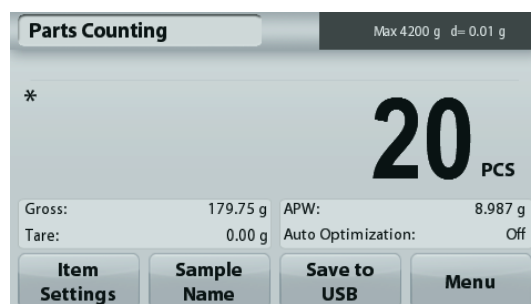 Parts Counting
Max 4200 g d= 0.01 g
*
20 PCS
Gross: 179.75 g APW: 8.987 g
Tare: 0.00 g Auto Optimization: Off
Item Settings
Sample Name
Save to USB
Menu